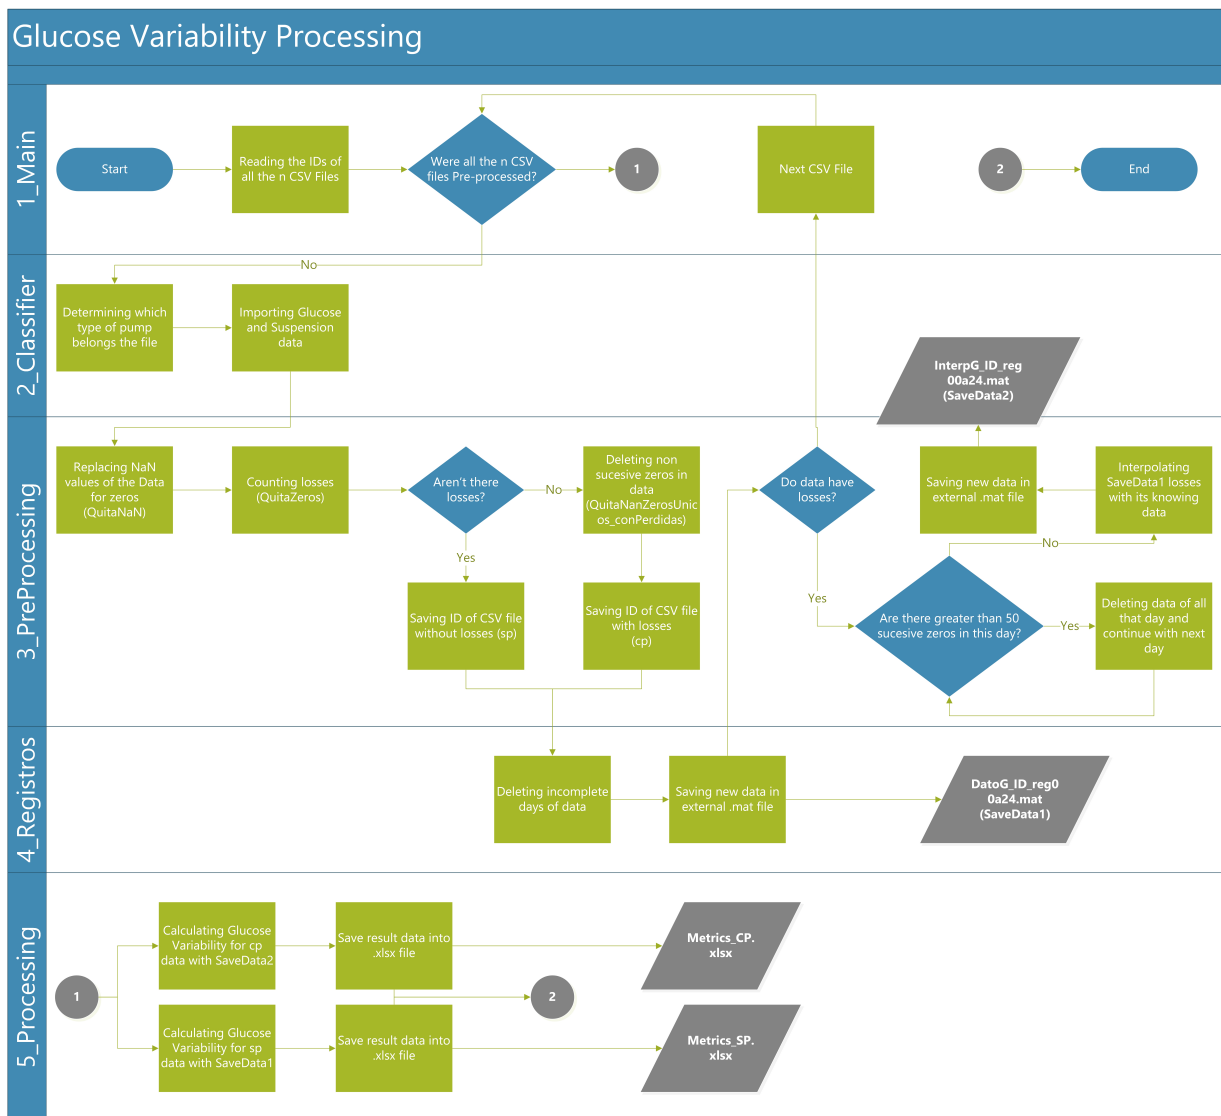 Glucose Variability Processing
1_Main
Start
Reading the IDs of
all the n CSV Files
Were all the n CSV
files Pre-processed?
1
Next CSV File
2
End
No
2_Classifier
Determining which
type of pump
belongs the file
Importing Glucose
and Suspension
data
InterpG_ID_reg
00a24.mat
(SaveData2)
3_PreProcessing
Replacing NaN
values of the Data
for zeros
(QuitaNaN)
Counting losses
(QuitaZeros)
Aren't there
losses?
No
Deleting non
sucesive zeros in
data
(QuitaNanZerosUnic
os_conPerdidas)
Do data have
losses?
Saving new data in
external .mat file
Interpolating
SaveData1 losses
with its knowing
data
No
Yes
Saving ID of CSV file
without losses (sp)
Saving ID of CSV file
with losses
(cp)
Yes
Are there greater than 50
sucesive zeros in this day?
Yes
Deleting data of all
that day and
continue with next
day
4_Registros
Deleting incomplete
days of data
Saving new data in
external .mat file
DatoG_ID_reg0
0a24.mat
(SaveData1)
5_Processing
1
Calculating Glucose
Variability for cp
data with SaveData2
Save result data into
.xlsx file
Metrics_CP.
xlsx
2
Calculating Glucose
Variability for sp
data with SaveData1
Save result data into
.xlsx file
Metrics_SP.
xlsx